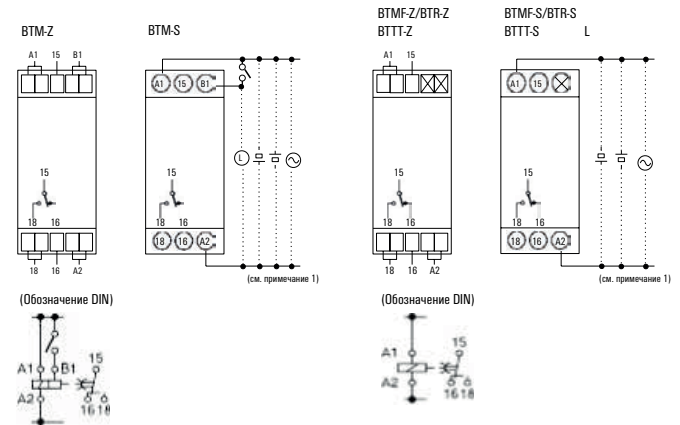 BTM-Z
BTM-S
BTMF-Z/BTR-Z
BTTT-Z
BTMF-S/BTR-S
BTTT-S L
A1 15 B1
A1 15 B1
A1 15
A1 15
L
15
18 16
15
18 16
15
18 16
15
18 16
18 16 A2
18 16 A2
18 16 A2
18 16 A2
(см. примечание 1)
(см. примечание 1)
(Обозначение DIN)
(Обозначение DIN)
A1 B1 15
A2 16 18
A1 15
A2 16 18